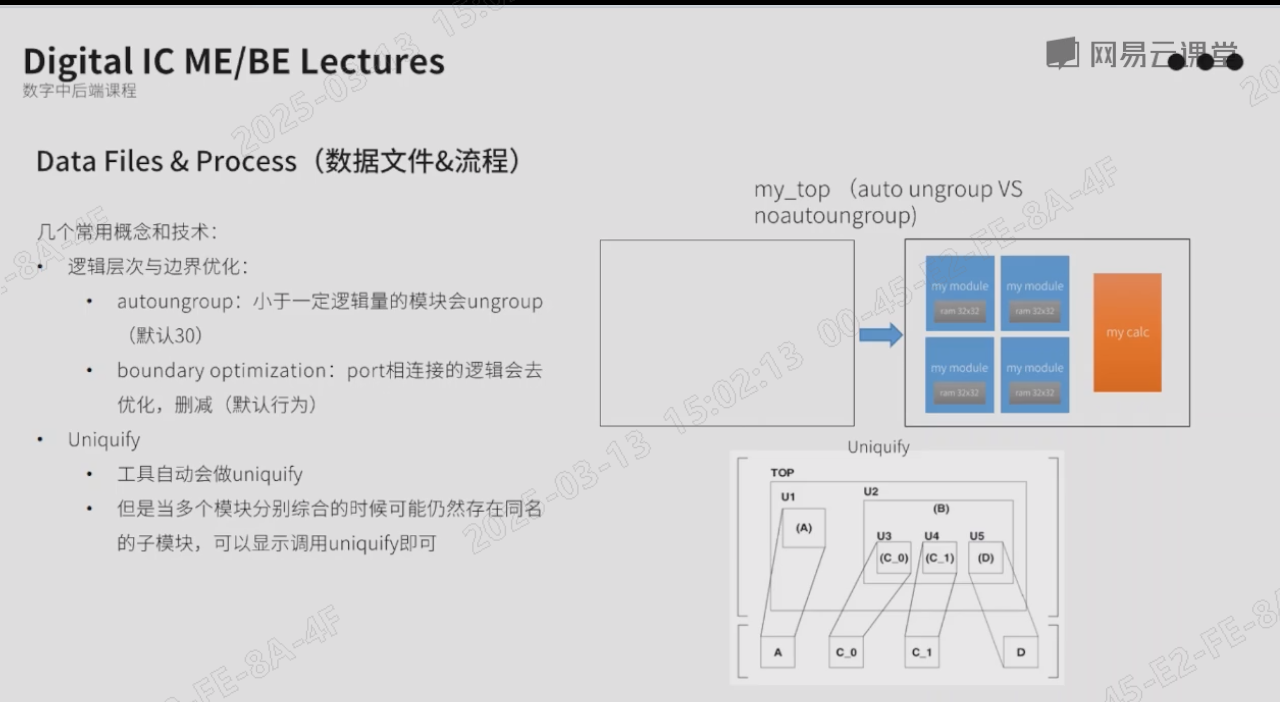 Digital IC ME/BE Lectures
数字中后端课程
网易云课堂
Data Files & Process（数据文件&流程）
几个常用概念和技术：
• 逻辑层次与边界优化：
• autoungroup：小于一定逻辑量的模块会ungroup
（默认30）
• boundary optimization：port相连接的逻辑会去
优化，删减（默认行为）
• Uniquify
• 工具自动会做uniquify
• 但是当多个模块分别综合的时候可能仍然存在同名
的子模块，可以显示调用uniquify即可
my_top （auto ungroup VS
noautoungroup)
my module
my module
ram 32x32
ram 32x32
my calc
my module
my module
ram 32x32
ram 32x32
Uniquify
TOP
U1
U2
(A)
(B)
U3
U4
U5
(C_0)
(C_1)
(D)
A
C_0
C_1
D
2025-03-13 15:02:13 00-45-E2-FE-8A-4F